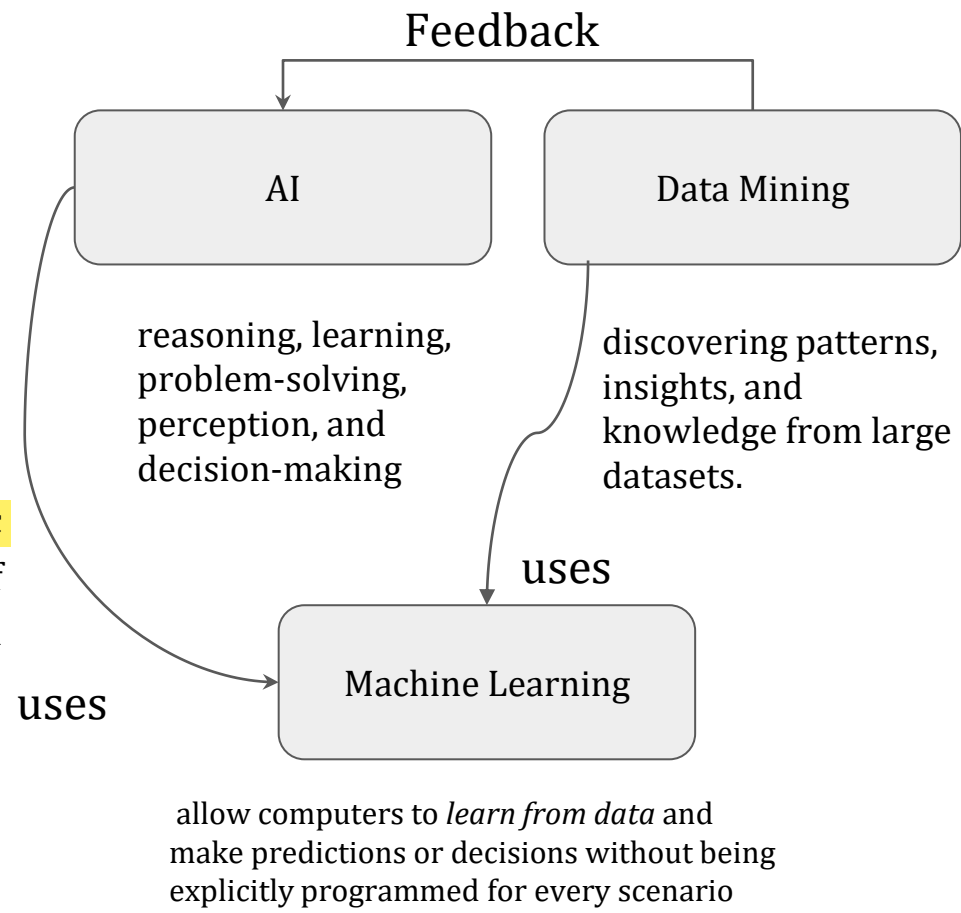 Feedback
AI
Data Mining
reasoning, learning,
problem-solving,
perception, and
decision-making
discovering patterns,
insights, and
knowledge from large
datasets.
uses
Machine Learning
uses
allow computers to learn from data and
make predictions or decisions without being
explicitly programmed for every scenario